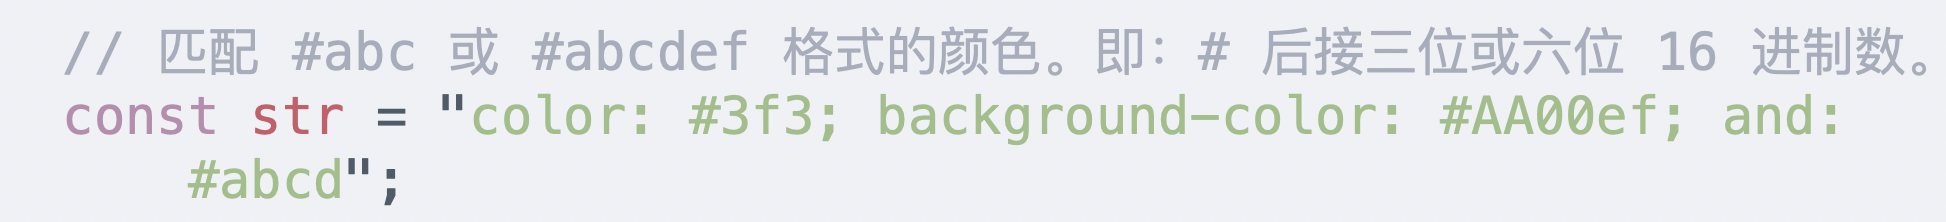 // 匹配 #abc 或 #abcdef 格式的颜色。即：# 后接三位或六位 16 进制数。
const str = "color: #3f3; background-color: #AA00ef; and:
#abcd";